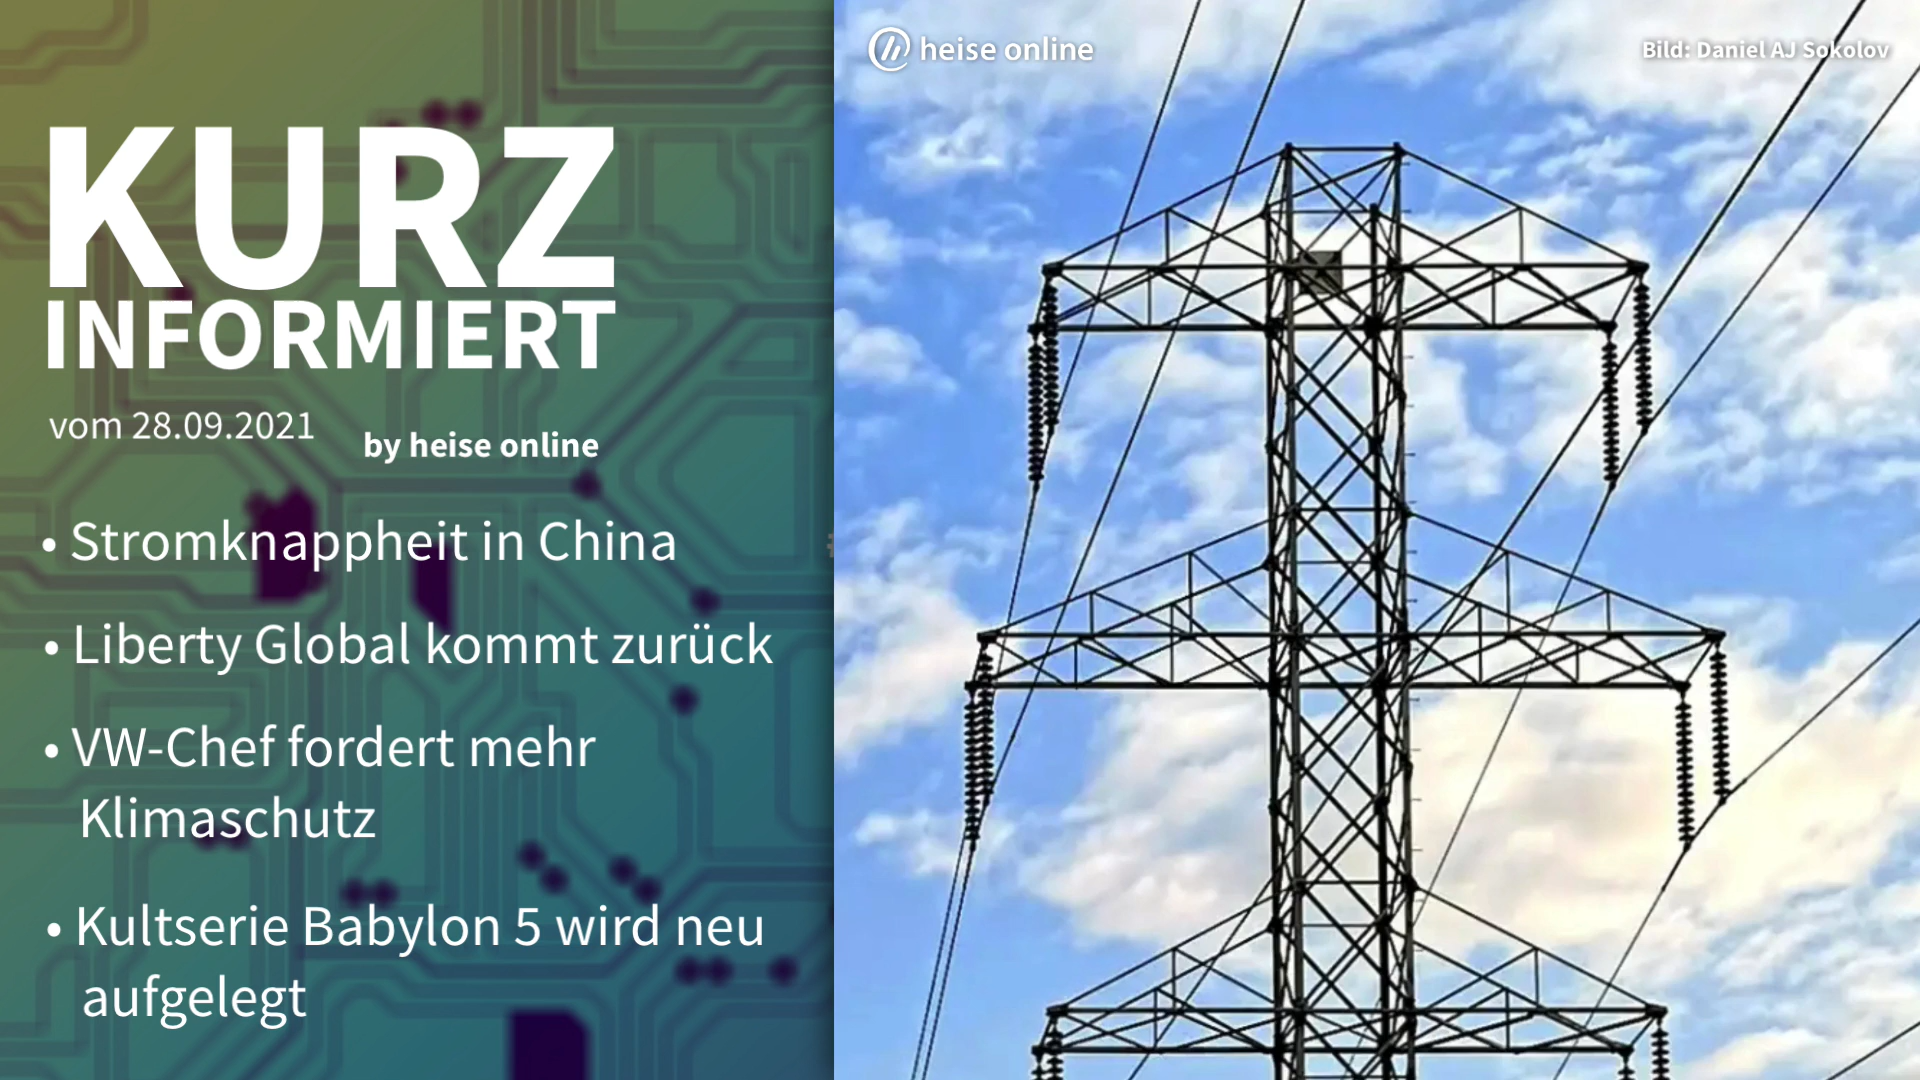 KURZ
INFORMIERT
vom 28.09.2021
by heise online
• Stromknappheit in China
• Liberty Global kommt zurück
• VW-Chef fordert mehr
Klimaschutz
• Kultserie Babylon 5 wird neu
aufgelegt
heise online
Bild: Daniel AJ Sokolov